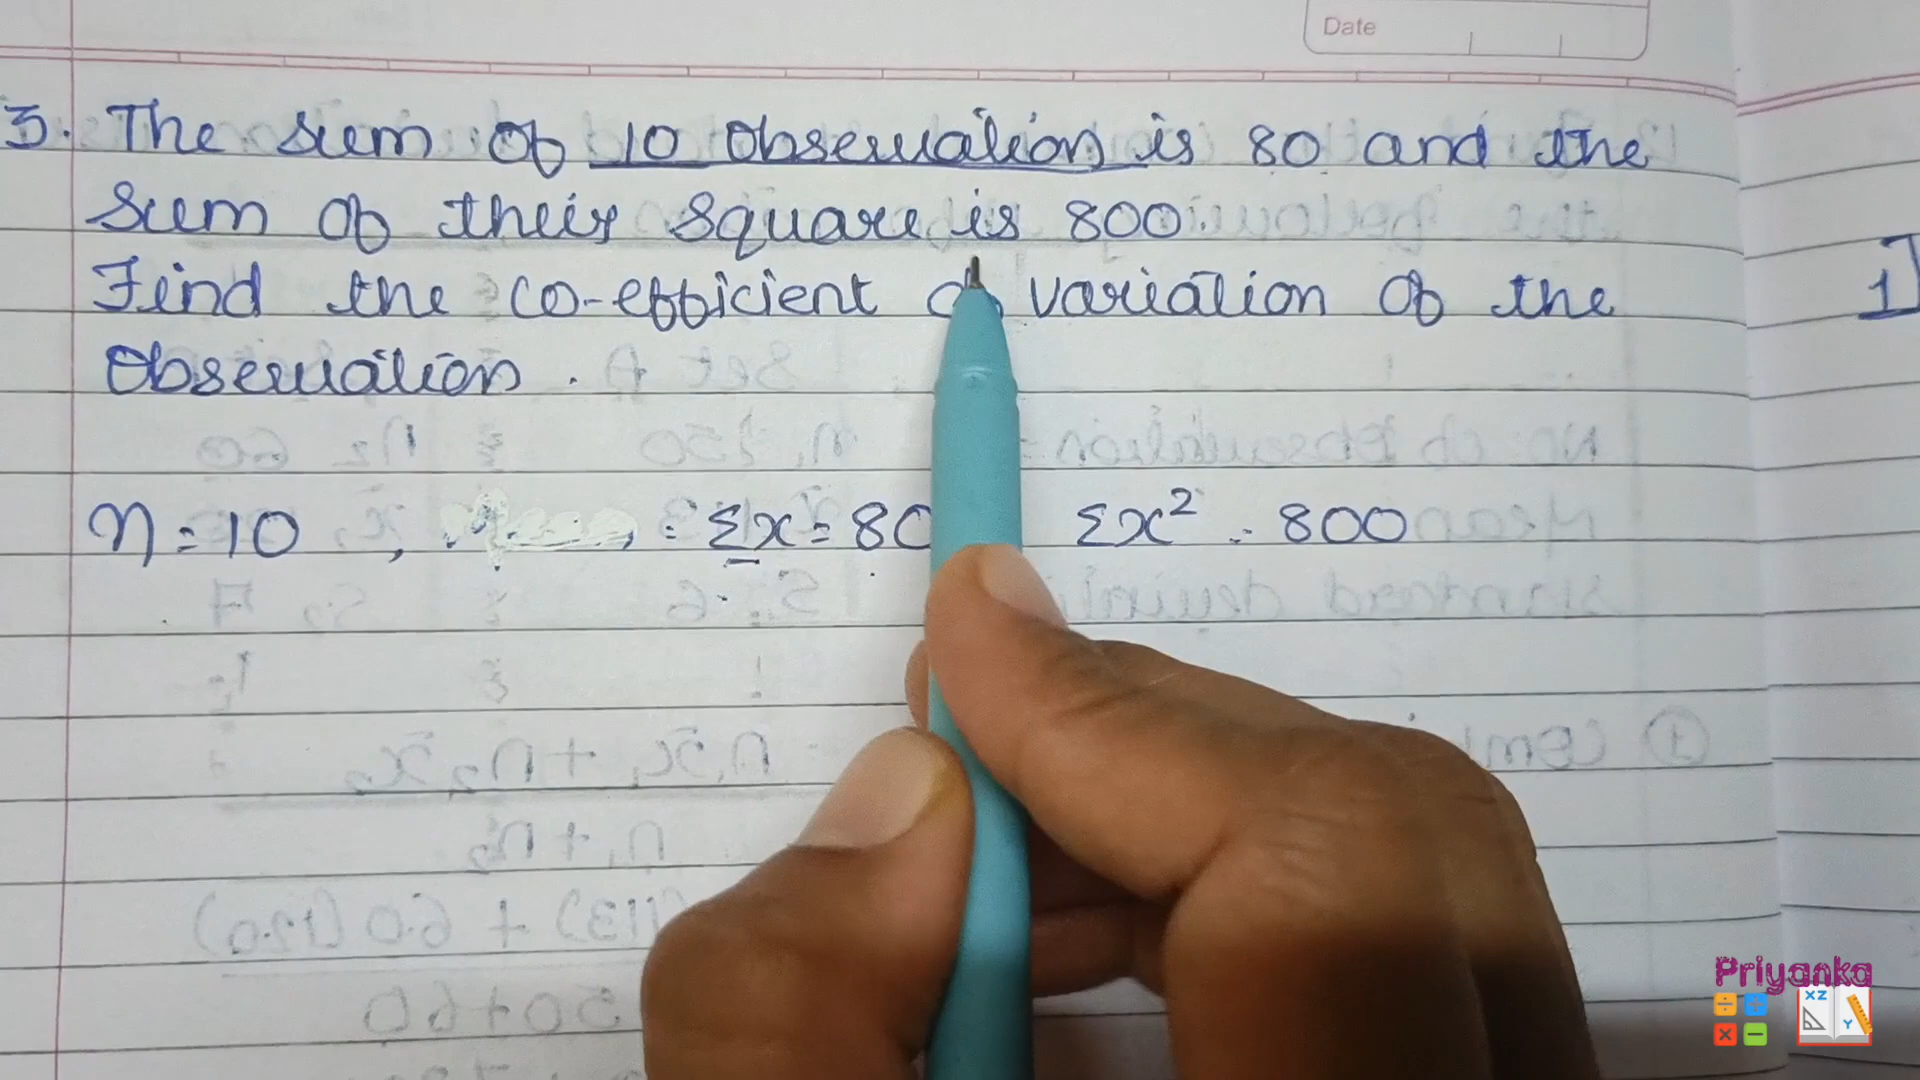 Date
3. The sum of 10 observation is 80 and the
sum of their square is 800.
Find the co-efficient variation of the
observation.
1]
n = 10 , : Σx = 80 Σx² = 800
Priyanka